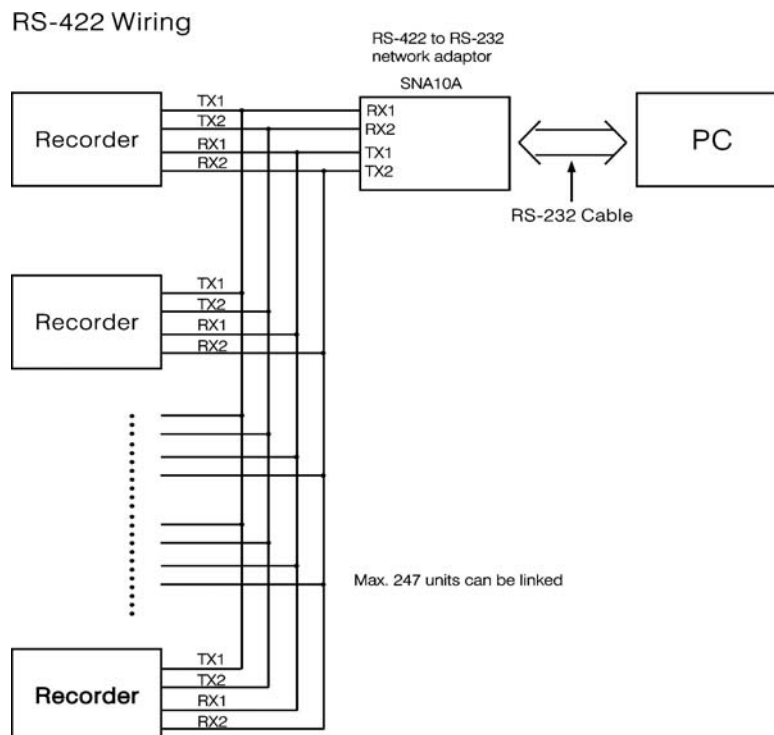 RS-422 Wiring
RS-422 to RS-232
network adaptor
SNA10A
Recorder
TX1
TX2
RX1
RX2
RX1
RX2
TX1
TX2
PC
RS-232 Cable
Recorder
TX1
TX2
RX1
RX2
Max. 247 units can be linked
Recorder
TX1
TX2
RX1
RX2